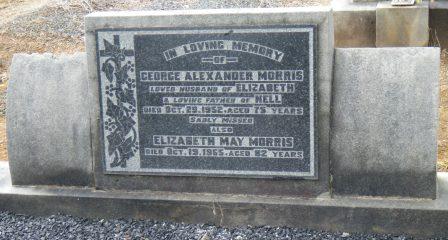 IN LOVING MEMORY
OF
GEORGE ALEXANDER MORRIS
LOVED HUSBAND OF ELIZABETH
& LOVING FATHER OF NELL
DIED OCT. 29. 1952. AGED 75 YEARS
SADLY MISSED
ALSO
ELIZABETH MAY MORRIS
DIED OCT. 19. 1965. AGED 82 YEARS